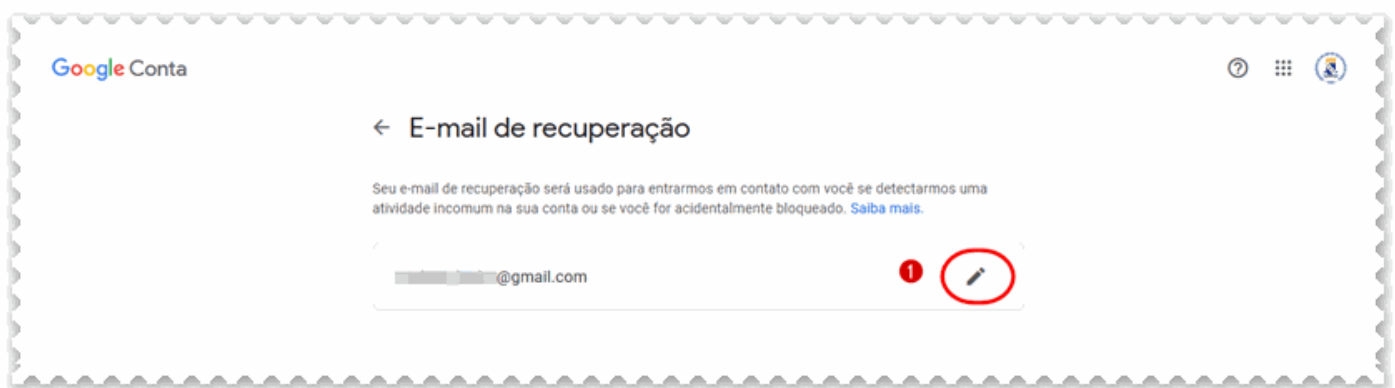 Google Conta
E-mail de recuperação
Seu e-mail de recuperação será usado para entrarmos em contato com você se detectarmos uma
atividade incomum na sua conta ou se você for acidentalmente bloqueado. Saiba mais.
@gmail.com
1